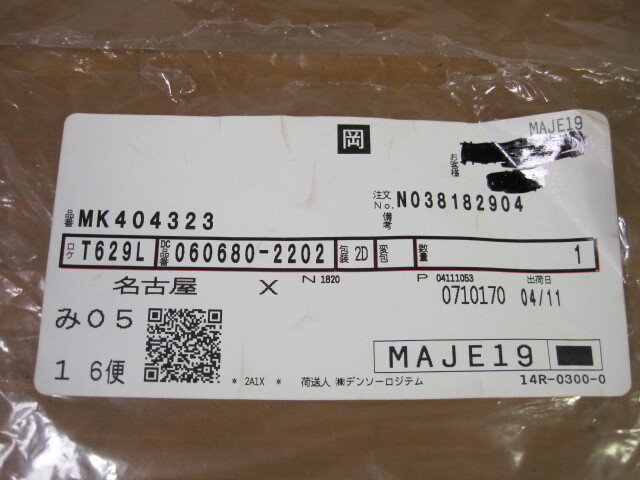 MAJE19
岡
お客様
注文No. N038182904
備考
品番 MK404323
ロケ T629L DC品番 060680-2202 包装 2D 変包 数量 1
名古屋 X N 1820 P 04111053 出荷日
0710170 04/11
み05
16便
MAJE19
* 2A1X * 荷送人 ㈱デンソーロジテム 14R-0300-0